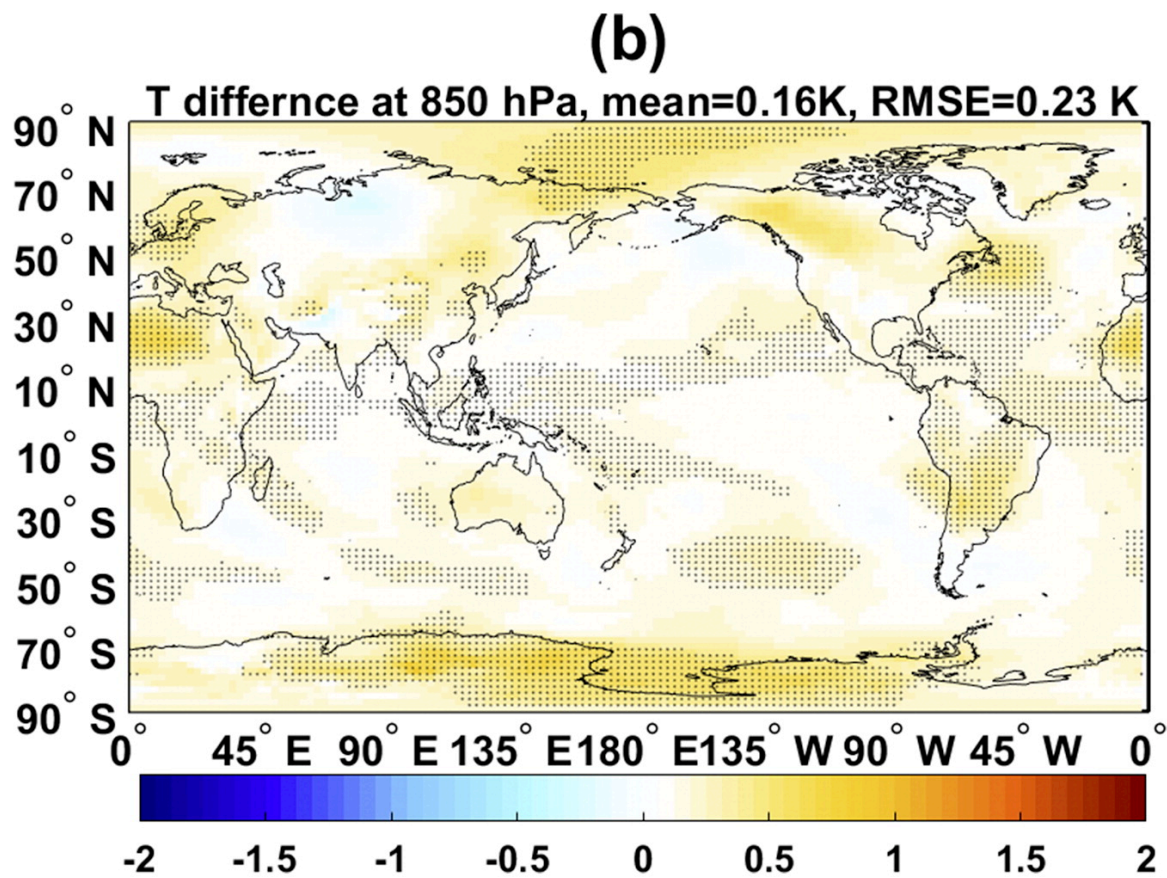 (b)
T differnce at 850 hPa, mean=0.16K, RMSE=0.23 K
90° N
70° N
50° N
30° N
10° N
10° S
30° S
50° S
70° S
90° S
0° 45° E 90° E 135° E 180° E 135° W 90° W 45° W 0°
-2 -1.5 -1 -0.5 0 0.5 1 1.5 2